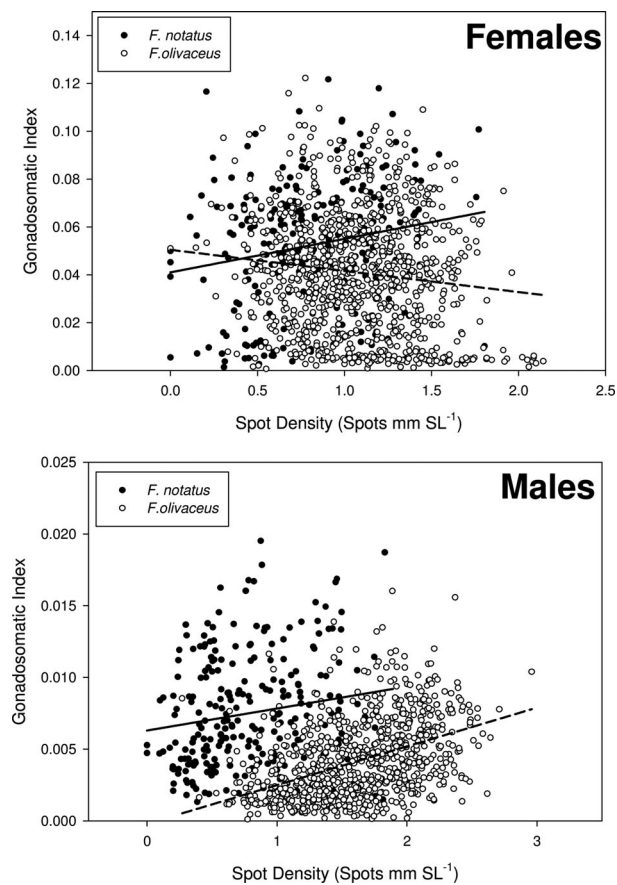 Females
F. notatus
F.olivaceus
0.14
0.12
0.10
0.08
0.06
0.04
0.02
0.00
Gonadosomatic Index
0.0 0.5 1.0 1.5 2.0 2.5
Spot Density (Spots mm SL⁻¹)
Males
F. notatus
F.olivaceus
0.025
0.020
0.015
0.010
0.005
0.000
Gonadosomatic Index
0 1 2 3
Spot Density (Spots mm SL⁻¹)